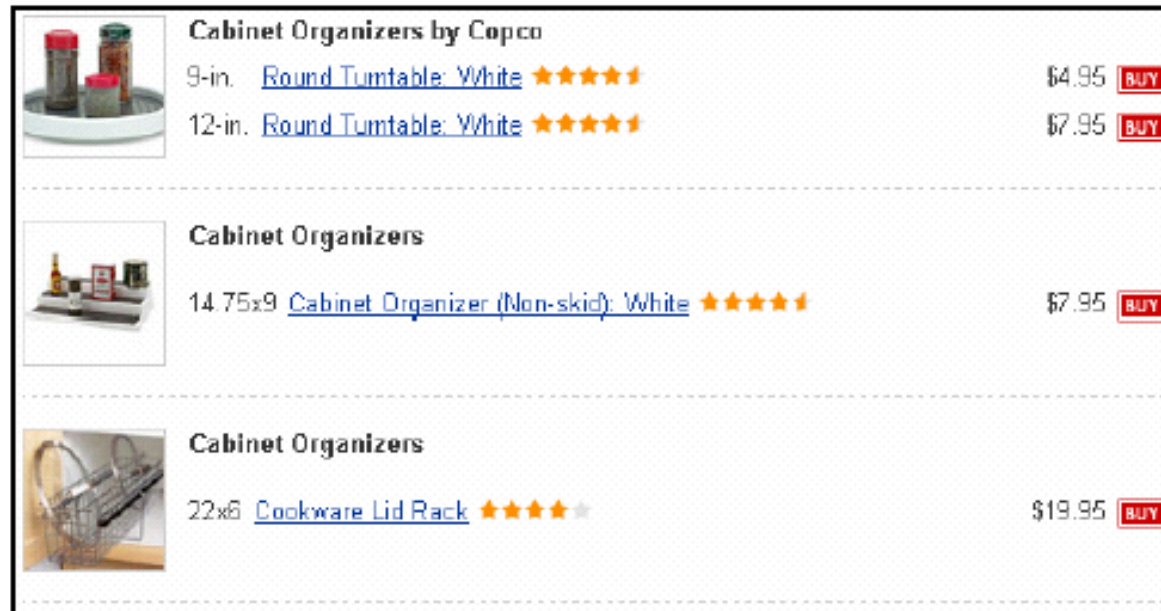 Cabinet Organizers by Copco
9-in. Round Turntable: White $4.95 BUY
12-in. Round Turntable: White $7.95 BUY
Cabinet Organizers
14.75x9 Cabinet Organizer (Non-skid): White $7.95 BUY
Cabinet Organizers
22x6 Cookware Lid Rack $19.95 BUY